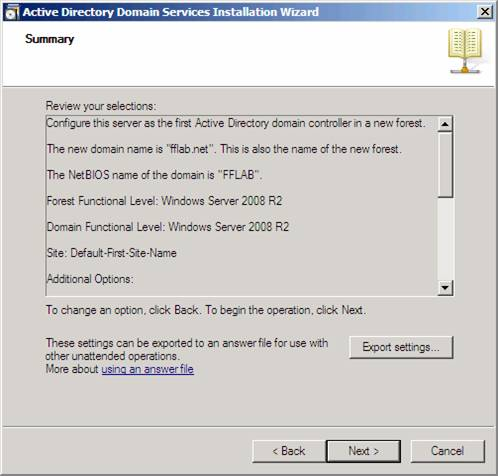 Active Directory Domain Services Installation Wizard
Summary
Review your selections:
Configure this server as the first Active Directory domain controller in a new forest.
The new domain name is "fflab.net". This is also the name of the new forest.
The NetBIOS name of the domain is "FFLAB".
Forest Functional Level: Windows Server 2008 R2
Domain Functional Level: Windows Server 2008 R2
Site: Default-First-Site-Name
Additional Options:
To change an option, click Back. To begin the operation, click Next.
These settings can be exported to an answer file for use with
other unattended operations.
More about using an answer file
Export settings...
< Back
Next >
Cancel